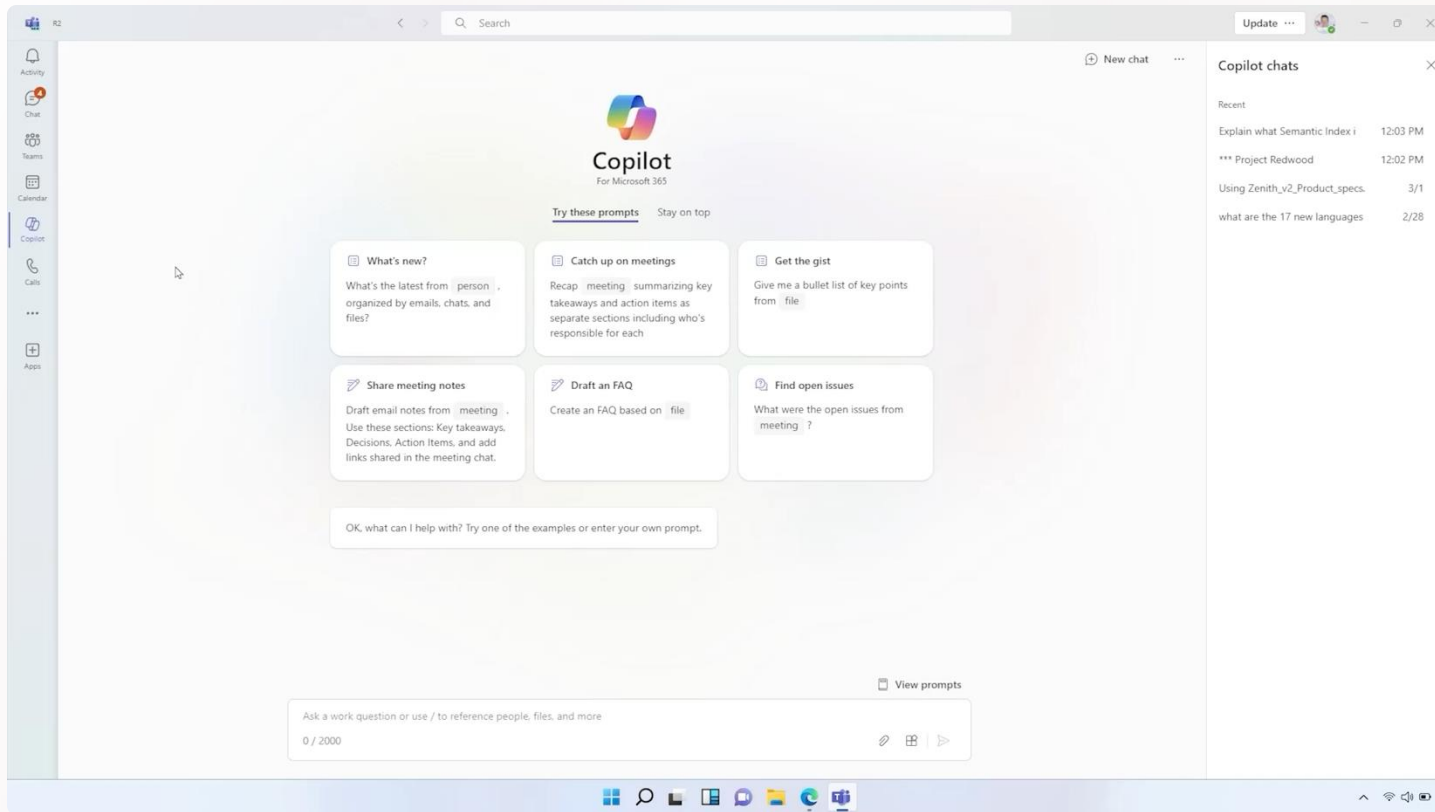 R2
Search
Update
Activity
4
Chat
Teams
Calendar
Copilot
Calls
Apps
New chat
Copilot
For Microsoft 365
Try these prompts
Stay on top
What's new?
What's the latest from person ,
organized by emails, chats, and
files?
Catch up on meetings
Recap meeting summarizing key
takeaways and action items as
separate sections including who's
responsible for each
Get the gist
Give me a bullet list of key points
from file
Share meeting notes
Draft email notes from meeting .
Use these sections: Key takeaways,
Decisions, Action Items, and add
links shared in the meeting chat.
Draft an FAQ
Create an FAQ based on file
Find open issues
What were the open issues from
meeting ?
OK, what can I help with? Try one of the examples or enter your own prompt.
View prompts
Ask a work question or use / to reference people, files, and more
0 / 2000
Copilot chats
Recent
Explain what Semantic Index i 12:03 PM
*** Project Redwood 12:02 PM
Using Zenith_v2_Product_specs. 3/1
what are the 17 new languages 2/28